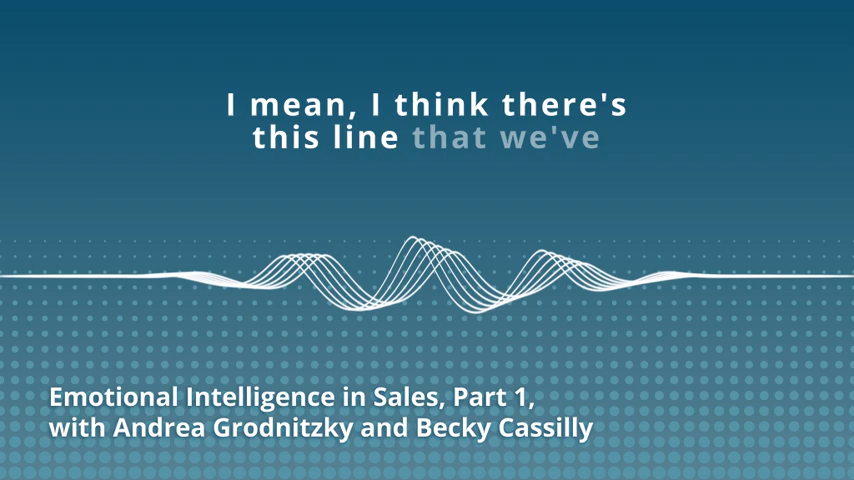 I mean, I think there's
this line that we've
Emotional Intelligence in Sales, Part 1,
with Andrea Grodnitzky and Becky Cassilly